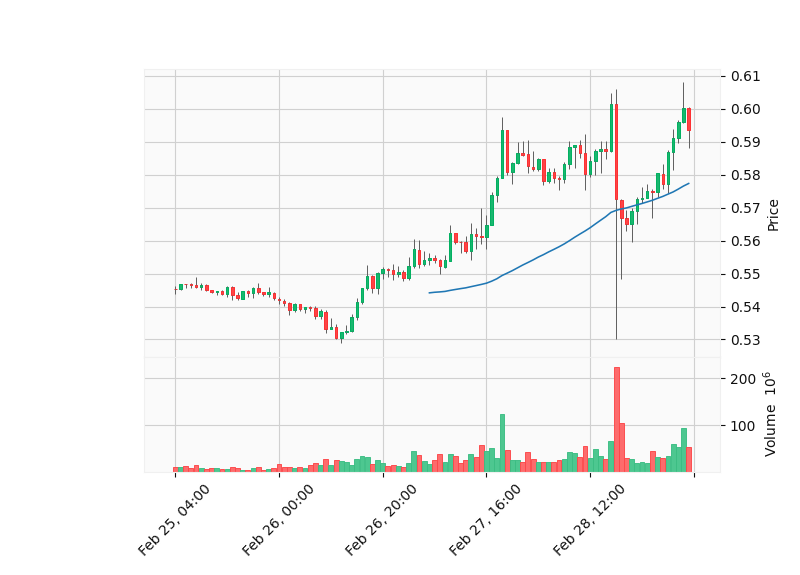 0.61
0.60
0.59
0.58
0.57
0.56
0.55
0.54
0.53
Price
200
100
Volume 10^6
Feb 25, 04:00
Feb 26, 00:00
Feb 26, 20:00
Feb 27, 16:00
Feb 28, 12:00